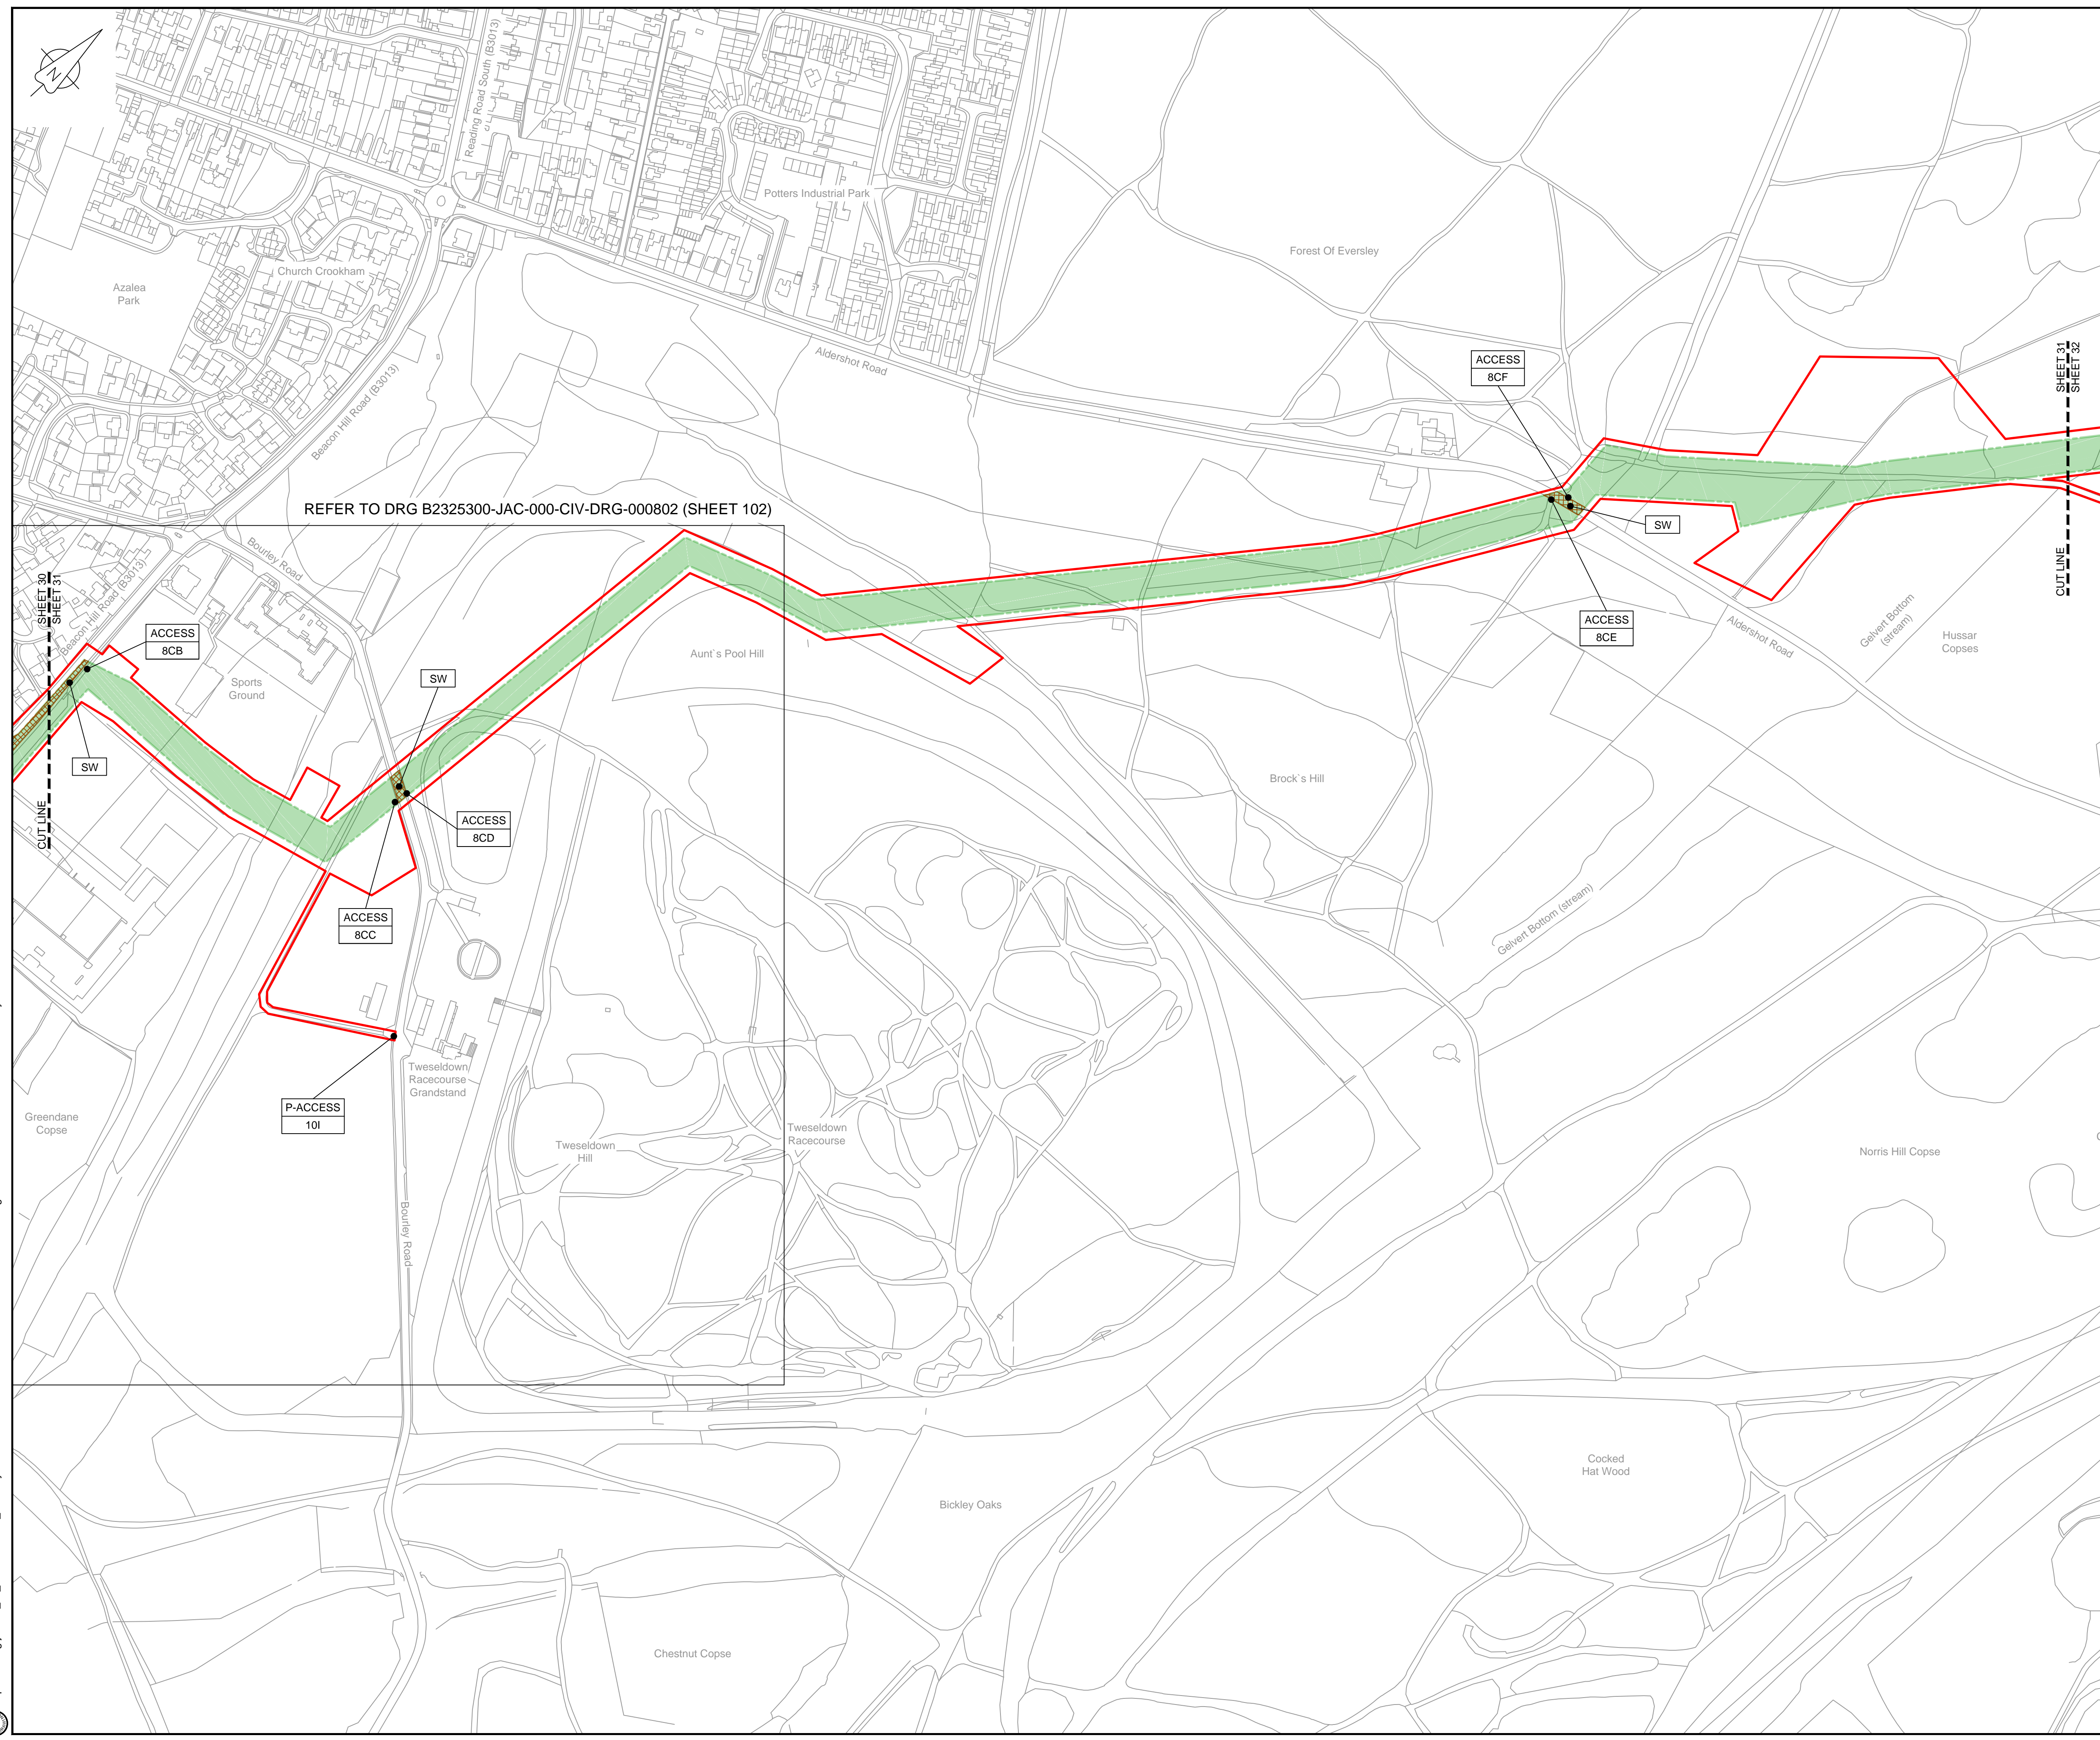 N
Reading Road South (B3013)
Potters Industrial Park
Forest Of Eversley
Church Crookham
Azalea
Park
Aldershot Road
Beacon Hill Road (B3013)
ACCESS
8CF
SHEET 31
SHEET 32
CUT LINE
REFER TO DRG B2325300-JAC-000-CIV-DRG-000802 (SHEET 102)
SW
Bourley Road
SHEET 30
SHEET 31
CUT LINE
Beacon Hill Road (B3013)
ACCESS
8CB
Sports
Ground
SW
SW
Aunt`s Pool Hill
ACCESS
8CE
Aldershot Road
Gelvert Bottom
(stream)
Hussar
Copses
Brock`s Hill
ACCESS
8CD
ACCESS
8CC
Gelvert Bottom (stream)
Tweseldown
Racecourse
Grandstand
P-ACCESS
10I
Greendane
Copse
Tweseldown
Hill
Tweseldown
Racecourse
Norris Hill Copse
Bourley Road
Cocked
Hat Wood
Bickley Oaks
Chestnut Copse